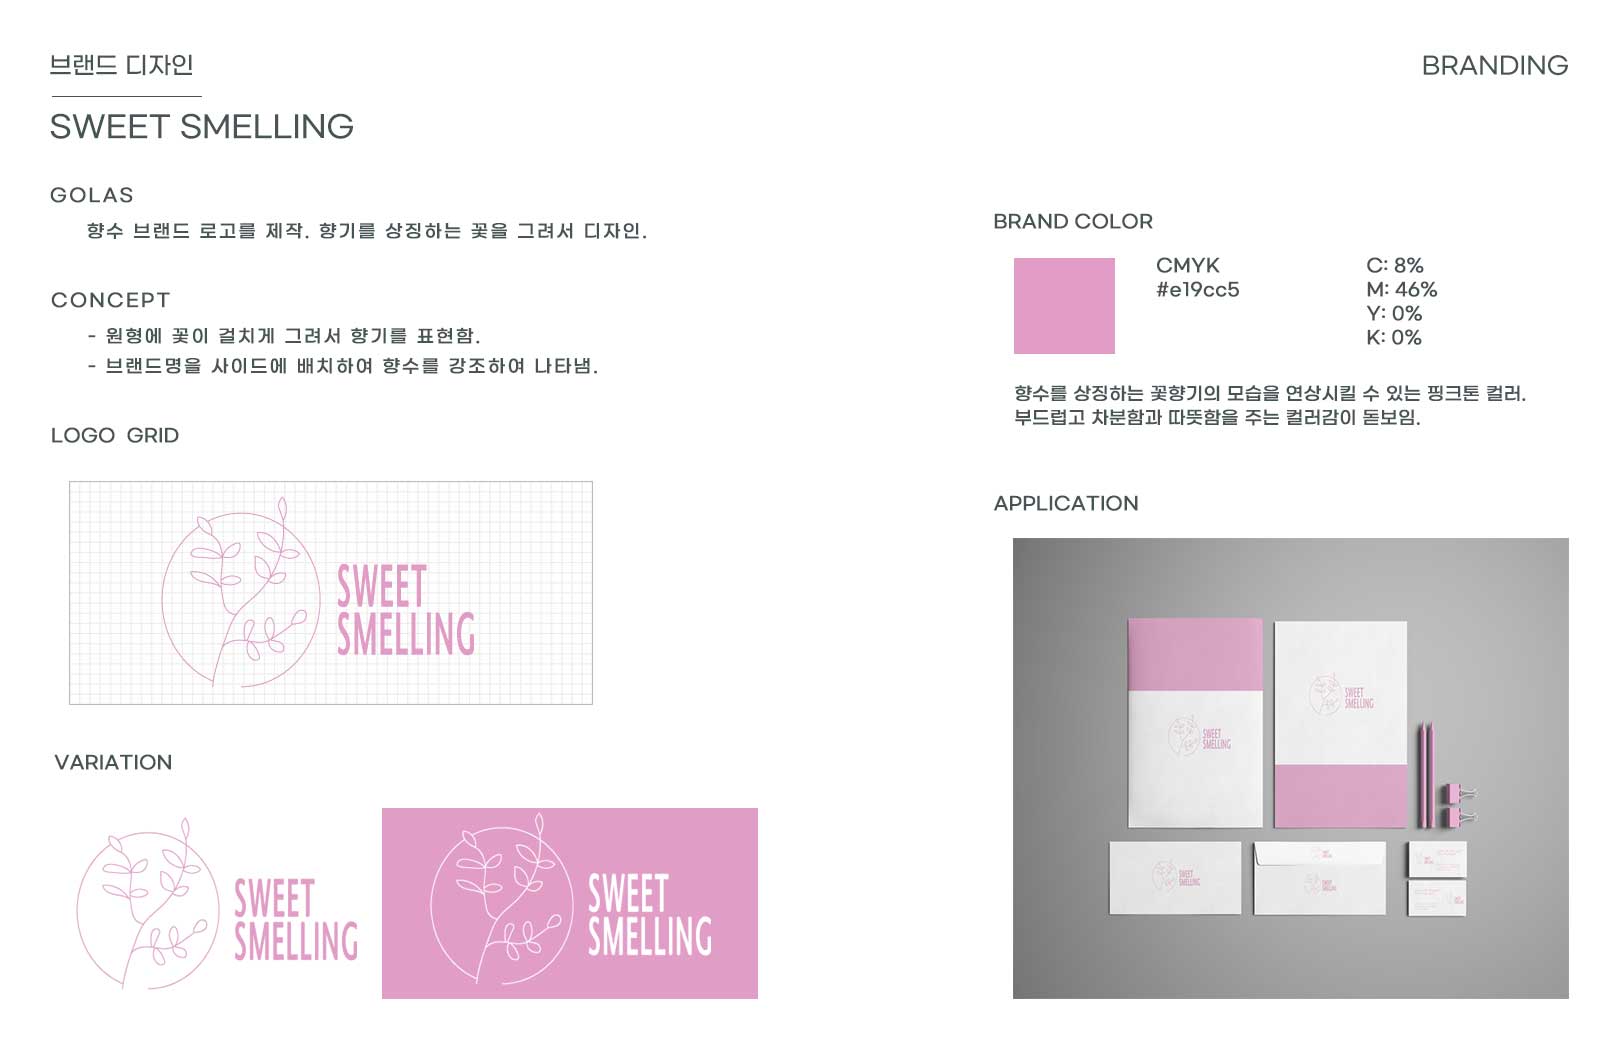 브랜드 디자인
BRANDING
SWEET SMELLING
GOLAS
향수 브랜드 로고를 제작. 향기를 상징하는 꽃을 그려서 디자인.
CONCEPT
- 원형에 꽃이 걸치게 그려서 향기를 표현함.
- 브랜드명을 사이드에 배치하여 향수를 강조하여 나타냄.
LOGO GRID
SWEET
SMELLING
VARIATION
SWEET
SMELLING
SWEET
SMELLING
BRAND COLOR
CMYK
#e19cc5
C: 8%
M: 46%
Y: 0%
K: 0%
향수를 상징하는 꽃향기의 모습을 연상시킬 수 있는 핑크톤 컬러.
부드럽고 차분함과 따뜻함을 주는 컬러감이 돋보임.
APPLICATION
SWEET
SMELLING
SWEET
SMELLING
SWEET
SMELLING